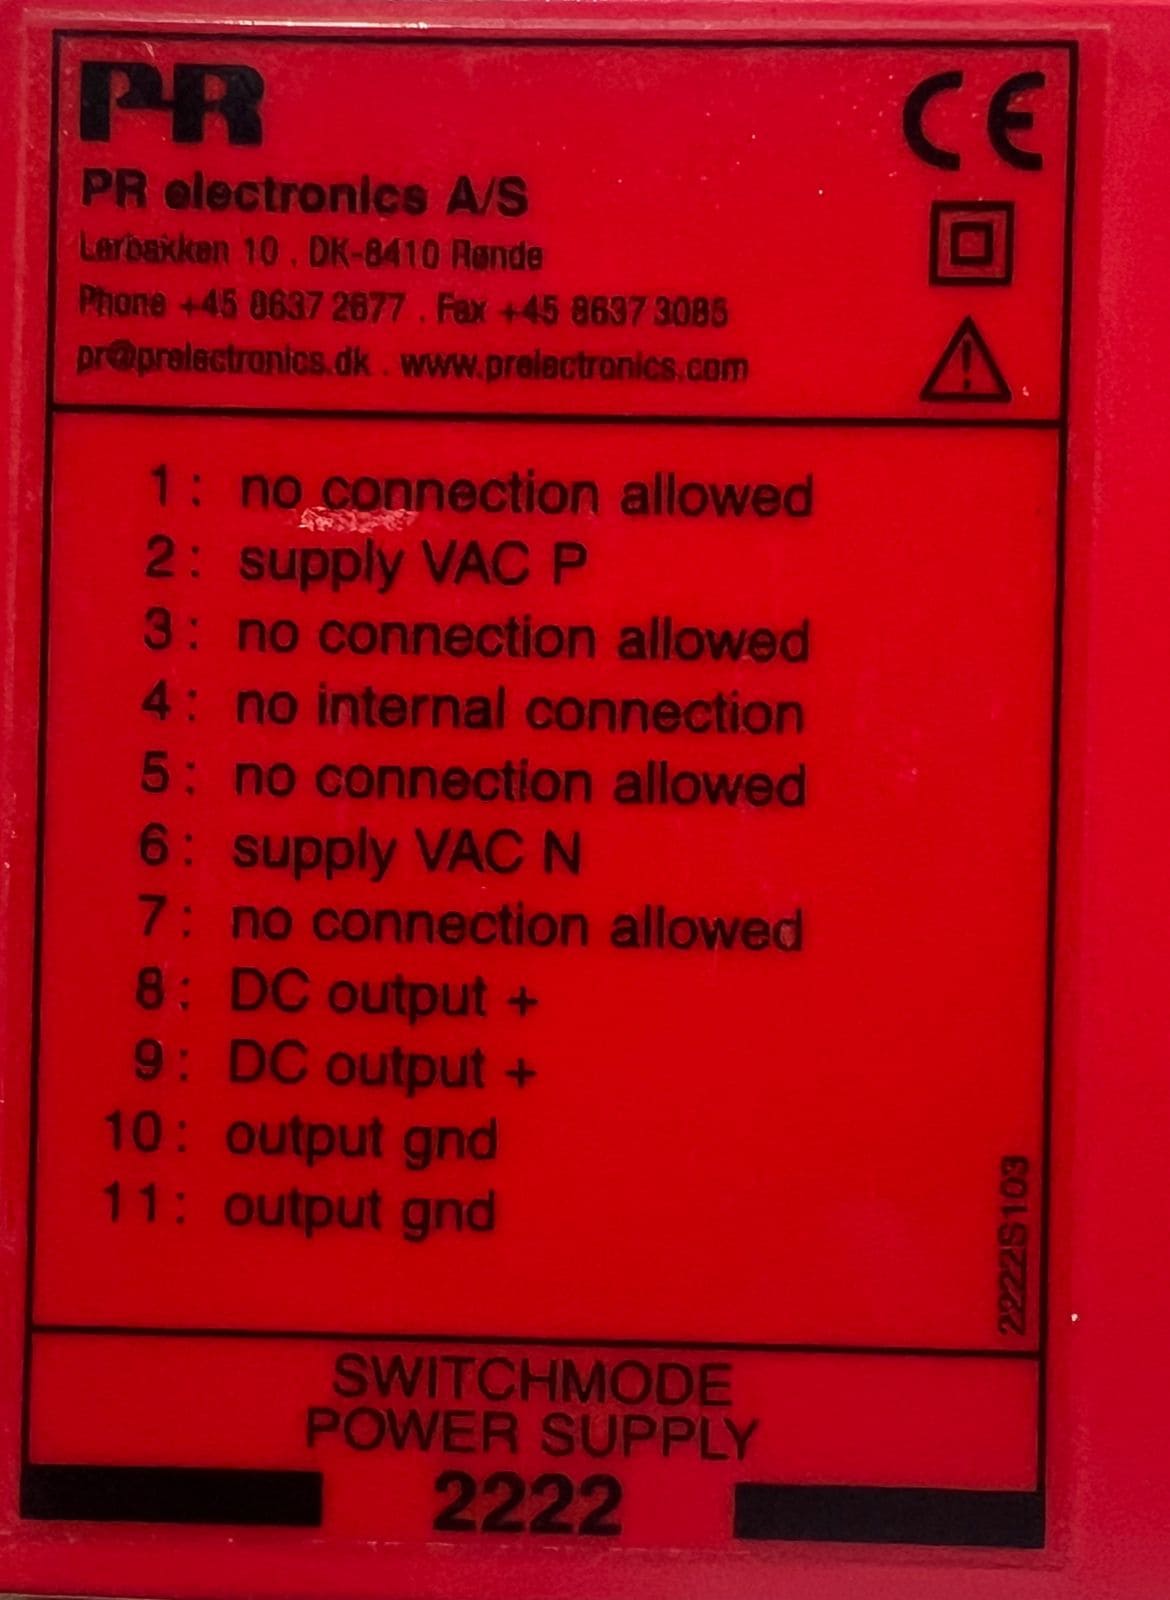 PR
CE
PR electronics A/S
Lerbakken 10 . DK-8410 Rønde
Phone +45 8637 2677 . Fax +45 8637 3085
pr@prelectronics.dk . www.prelectronics.com
1: no connection allowed
2: supply VAC P
3: no connection allowed
4: no internal connection
5: no connection allowed
6: supply VAC N
7: no connection allowed
8: DC output +
9: DC output +
10: output gnd
11: output gnd
2222S103
SWITCHMODE
POWER SUPPLY
2222